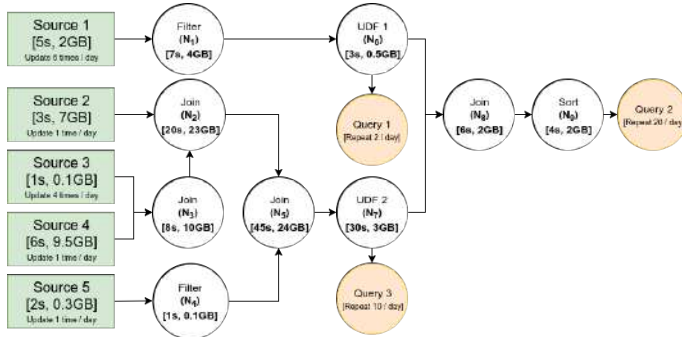 Source 1
[5s, 2GB]
Update 6 times / day
Filter
(N₁)
[7s, 4GB]
UDF 1
(N₆)
[3s, 0.5GB]
Source 2
[3s, 7GB]
Update 1 time / day
Join
(N₂)
[20s, 23GB]
Query 1
[Repeat 2 / day]
Join
(N₈)
[6s, 2GB]
Sort
(N₉)
[4s, 2GB]
Query 2
[Repeat 20 / day]
Source 3
[1s, 0.1GB]
Update 4 times / day
Source 4
[6s, 9.5GB]
Update 1 time / day
Join
(N₃)
[8s, 10GB]
Join
(N₅)
[45s, 24GB]
UDF 2
(N₇)
[30s, 3GB]
Source 5
[2s, 0.3GB]
Update 1 time / day
Filter
(N₄)
[1s, 0.1GB]
Query 3
[Repeat 10 / day]